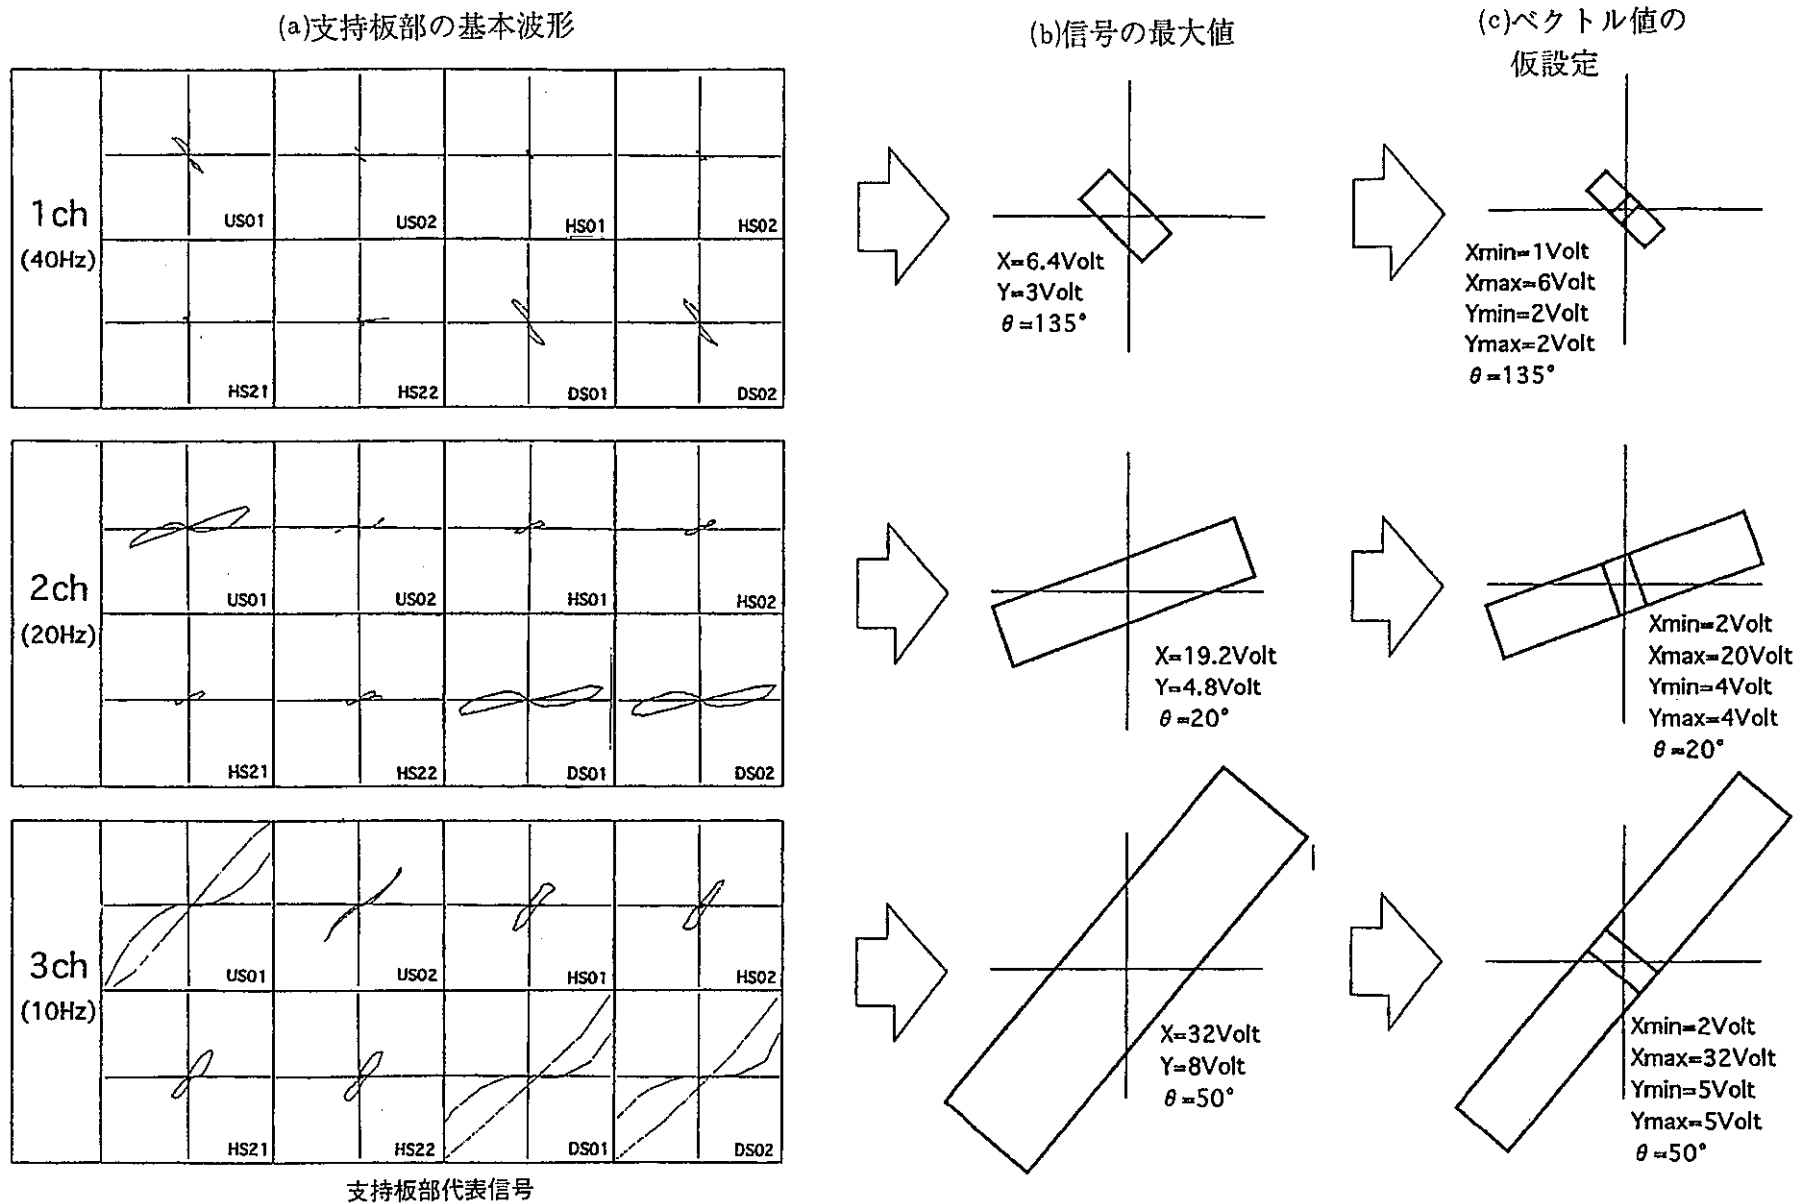 (a)支持板部の基本波形
(b)信号の最大値
(c)ベクトル値の
仮設定
1ch
(40Hz)
US01
US02
HS01
HS02
HS21
HS22
DS01
DS02
X=6.4Volt
Y=3Volt
θ=135°
Xmin=1Volt
Xmax=6Volt
Ymin=2Volt
Ymax=2Volt
θ=135°
2ch
(20Hz)
US01
US02
HS01
HS02
HS21
HS22
DS01
DS02
X=19.2Volt
Y=4.8Volt
θ=20°
Xmin=2Volt
Xmax=20Volt
Ymin=4Volt
Ymax=4Volt
θ=20°
3ch
(10Hz)
US01
US02
HS01
HS02
HS21
HS22
DS01
DS02
X=32Volt
Y=8Volt
θ=50°
Xmin=2Volt
Xmax=32Volt
Ymin=5Volt
Ymax=5Volt
θ=50°
支持板部代表信号